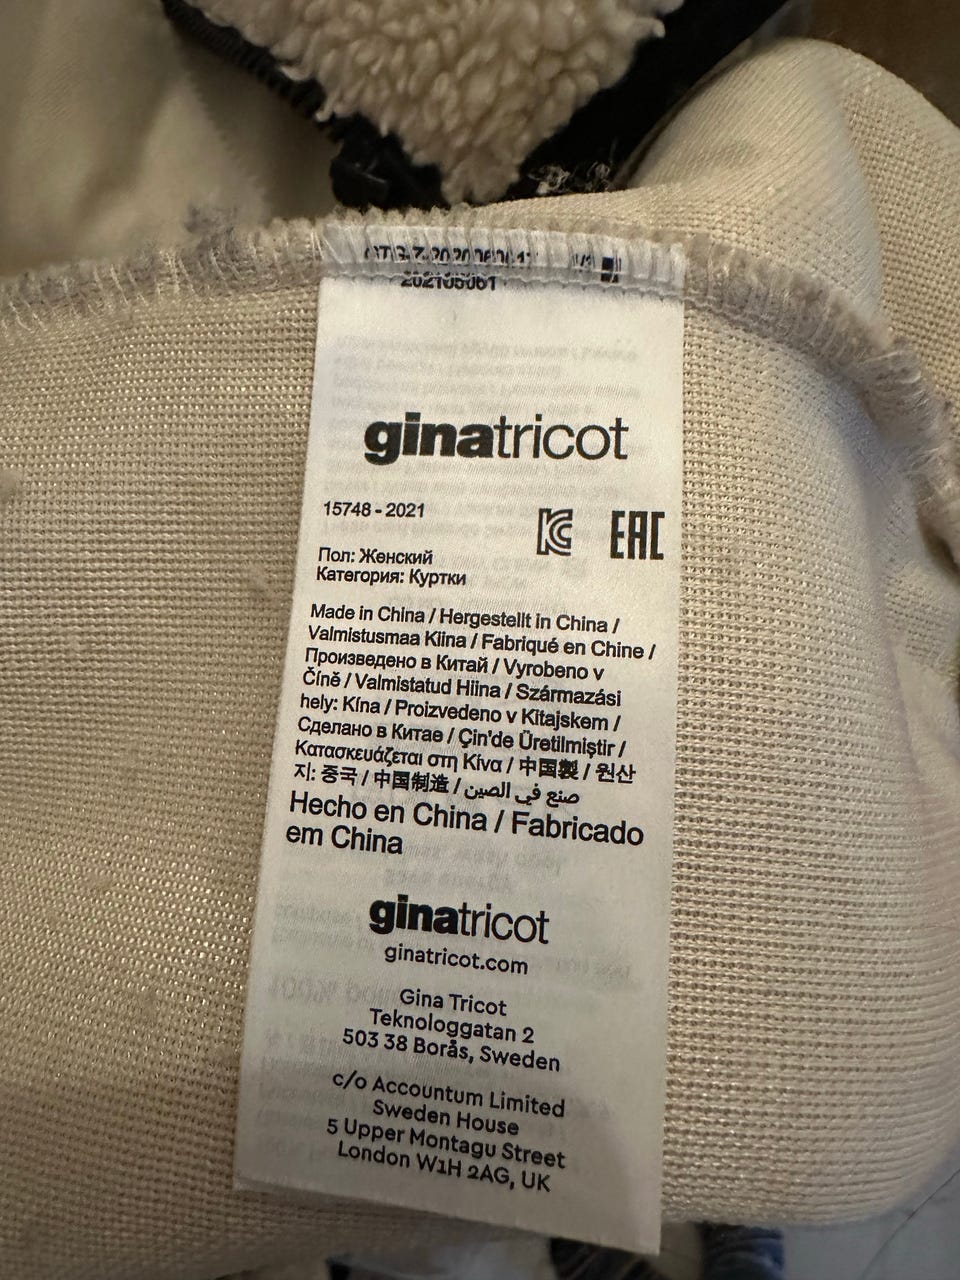 202105061
ginatricot
15748 - 2021
EAC
Пол: Женский
Категория: Куртки
Made in China / Hergestellt in China /
Valmistusmaa Kiina / Fabriqué en Chine /
Произведено в Китай / Vyrobeno v
Číně / Valmistatud Hiina / Származási
hely: Kína / Proizvedeno v Kitajskem /
Сделано в Китае / Çin'de Üretilmiştir /
Κατασκευάζεται στη Κίνα / 中国製 / 원산
지: 중국 / 中国制造 / صنع في الصين
Hecho en China / Fabricado
em China
ginatricot
ginatricot.com
Gina Tricot
Teknologgatan 2
503 38 Borås, Sweden
c/o Accountum Limited
Sweden House
5 Upper Montagu Street
London W1H 2AG, UK